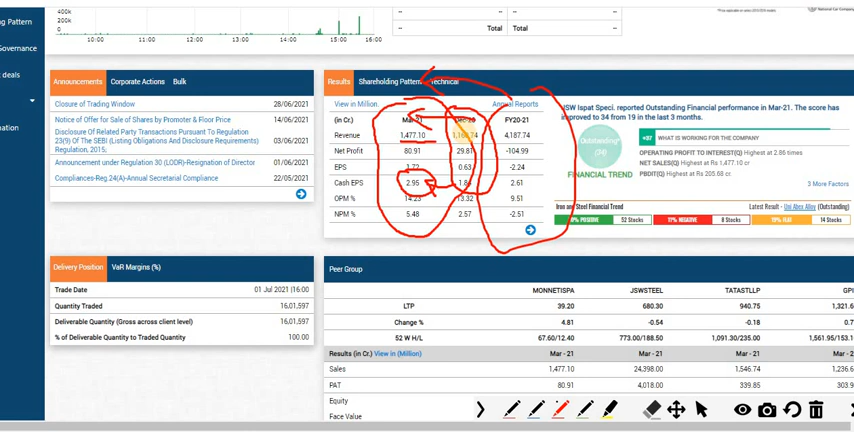 ng Pattern
Governance
t deals
ation
400k
200k
0
10:00 11:00 12:00 13:00 14:00 15:00 16:00
-- -- -- --
Total Total
Announcements Corporate Actions Bulk
Closure of Trading Window 28/06/2021
Notice of Offer for Sale of Shares by Promoter & Floor Price 14/06/2021
Disclosure Of Related Party Transactions Pursuant To Regulation
23(9) Of The SEBI (Listing Obligations And Disclosure Requirements) 03/06/2021
Regulation, 2015;
Announcement under Regulation 30 (LODR)-Resignation of Director 01/06/2021
Compliances-Reg.24(A)-Annual Secretarial Compliance 22/05/2021
Results Shareholding Pattern Technical
View in Million Annual Reports
(in Cr.) Mar-21 Dec-20 FY20-21
Revenue 1,477.10 4,187.74
Net Profit 80.91 29.81 -104.99
EPS 1.72 0.63 -2.24
Cash EPS 2.95 2.61
OPM % 14.23 13.32 9.51
NPM % 5.48 2.57 -2.51
JSW Ispat Speci. reported Outstanding Financial performance in Mar-21. The score has
improved to 34 from 19 in the last 3 months.
Outstanding
(34)
FINANCIAL TREND
+97 WHAT IS WORKING FOR THE COMPANY
OPERATING PROFIT TO INTEREST(Q) Highest at 2.86 times
NET SALES(Q) Highest at Rs 1,477.10 cr
PBDIT(Q) Highest at Rs 205.68 cr.
3 More Factors
Iron and Steel Financial Trend Latest Result - Uni Abex Alloy (Outstanding)
POSITIVE 52 Stocks 11% NEGATIVE 8 Stocks FLAT 14 Stocks
Delivery Position VaR Margins (%)
Trade Date 01 Jul 2021 (16:00
Quantity Traded 16,01,597
Deliverable Quantity (Gross across client level) 16,01,597
% of Deliverable Quantity to Traded Quantity 100.00
Peer Group
MONNETISPA JSWSTEEL TATASTLLP GPI
LTP 39.20 680.30 940.75 1,321.6
Change % 4.81 -0.54 -0.18 0.7
52 W H/L 67.60/12.40 773.00/188.50 1,091.30/235.00 1,561.95/153.1
Results (in Cr.) View in (Million) Mar - 21 Mar - 21 Mar - 21 Mar - 2
Sales 1,477.10 24,398.00 1,546.74 1,236.6
PAT 80.91 4,018.00 339.85 303.9
Equity
Face Value